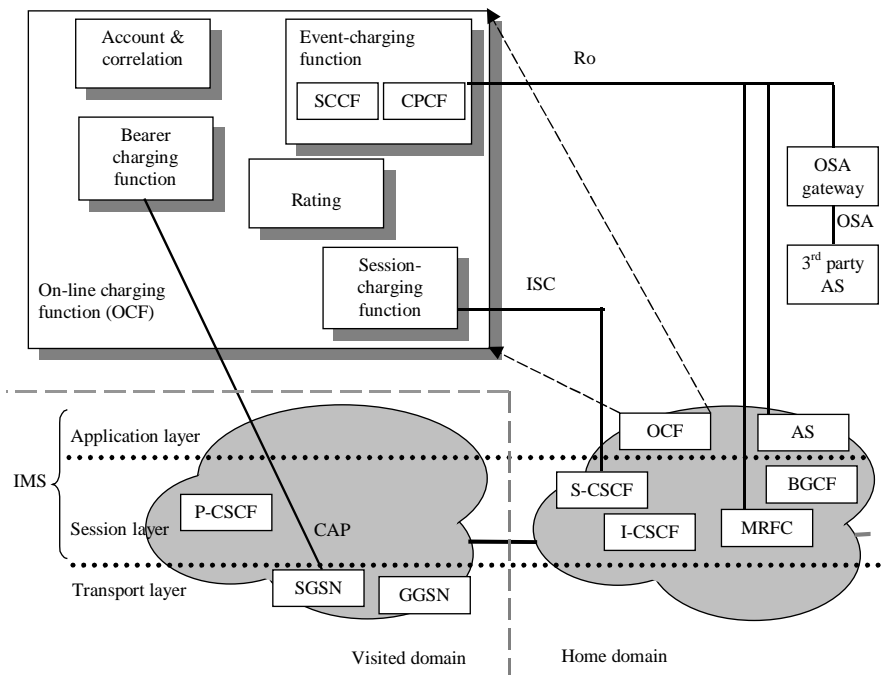 Account &
correlation
Event-charging
function
SCCF
CPCF
Ro
Bearer
charging
function
Rating
OSA
gateway
OSA
3rd party
AS
Session-
charging
function
ISC
On-line charging
function (OCF)
Application layer
OCF
AS
IMS
S-CSCF
BGCF
P-CSCF
Session layer
CAP
I-CSCF
MRFC
Transport layer
SGSN
GGSN
Visited domain
Home domain